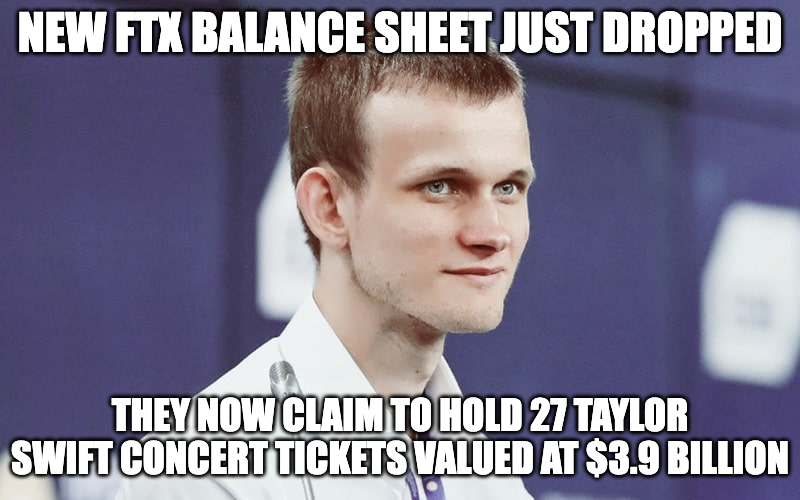 NEW FTX BALANCE SHEET JUST DROPPED
THEY NOW CLAIM TO HOLD 27 TAYLOR
SWIFT CONCERT TICKETS VALUED AT $3.9 BILLION